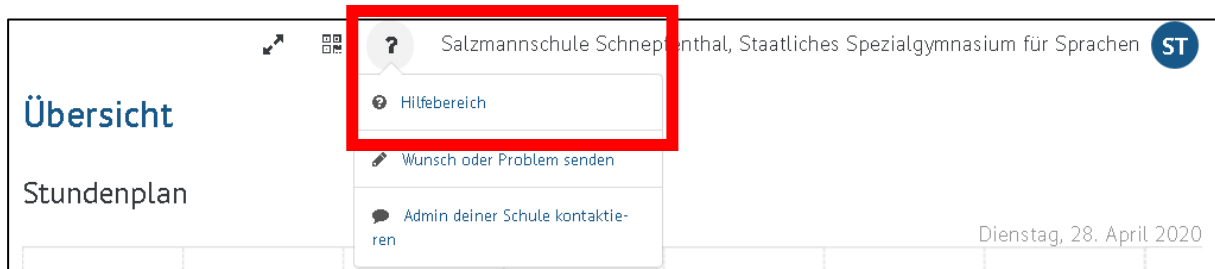 ? Salzmannschule Schnepfenthal, Staatliches Spezialgymnasium für Sprachen ST
Übersicht
Hilfebereich
Wunsch oder Problem senden
Stundenplan
Admin deiner Schule kontaktie-
ren
Dienstag, 28. April 2020